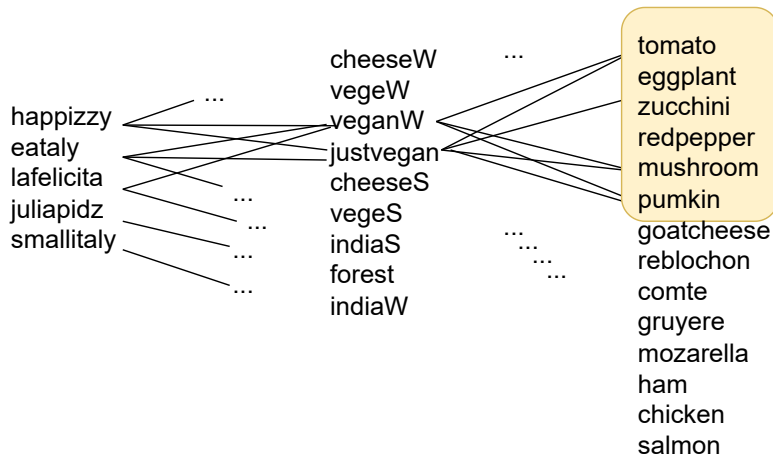 happizzy
eataly
lafelicita
juliapidz
smallitaly
...
...
...
...
...
cheeseW
vegeW
veganW
justvegan
cheeseS
vegeS
indiaS
forest
indiaW
...
...
...
...
...
tomato
eggplant
zucchini
redpepper
mushroom
pumkin
goatcheese
reblochon
comte
gruyere
mozarella
ham
chicken
salmon